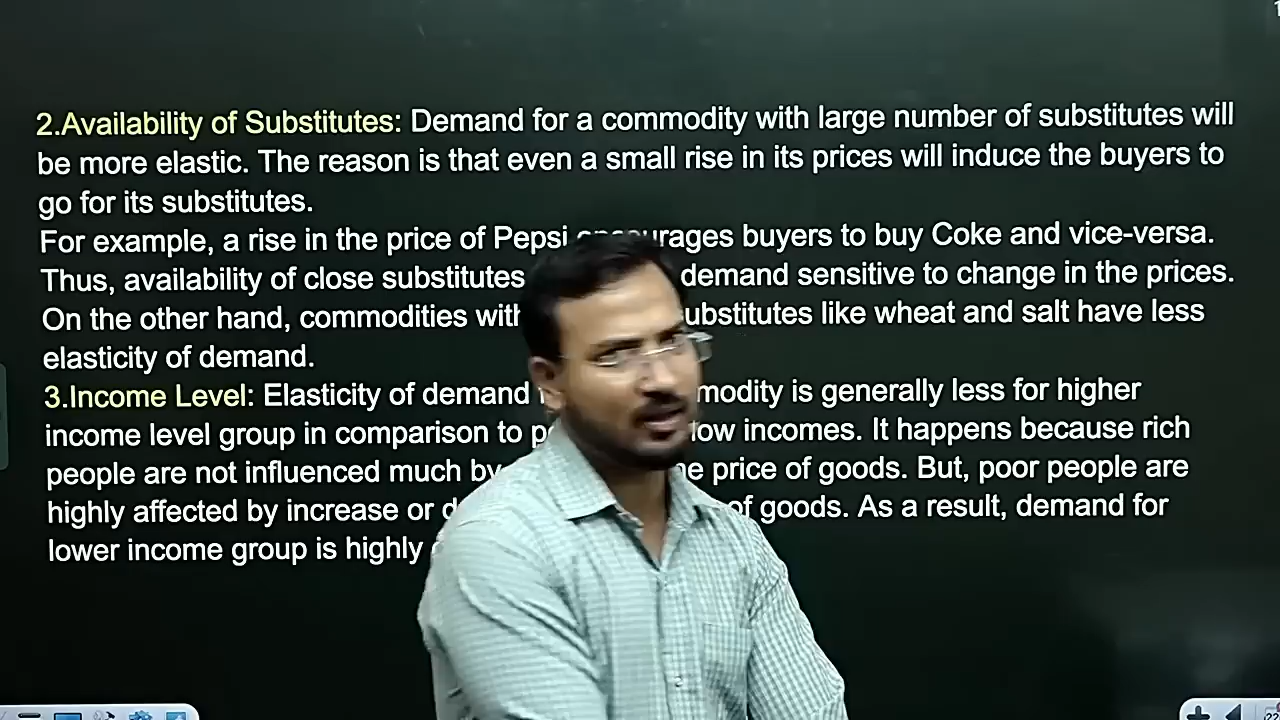 2.Availability of Substitutes: Demand for a commodity with large number of substitutes will
be more elastic. The reason is that even a small rise in its prices will induce the buyers to
go for its substitutes.
For example, a rise in the price of Pepsi encourages buyers to buy Coke and vice-versa.
Thus, availability of close substitutes demand sensitive to change in the prices.
On the other hand, commodities with substitutes like wheat and salt have less
elasticity of demand.
3.Income Level: Elasticity of demand is generally less for higher
income level group in comparison to low incomes. It happens because rich
people are not influenced much by price of goods. But, poor people are
highly affected by increase or of goods. As a result, demand for
lower income group is highly